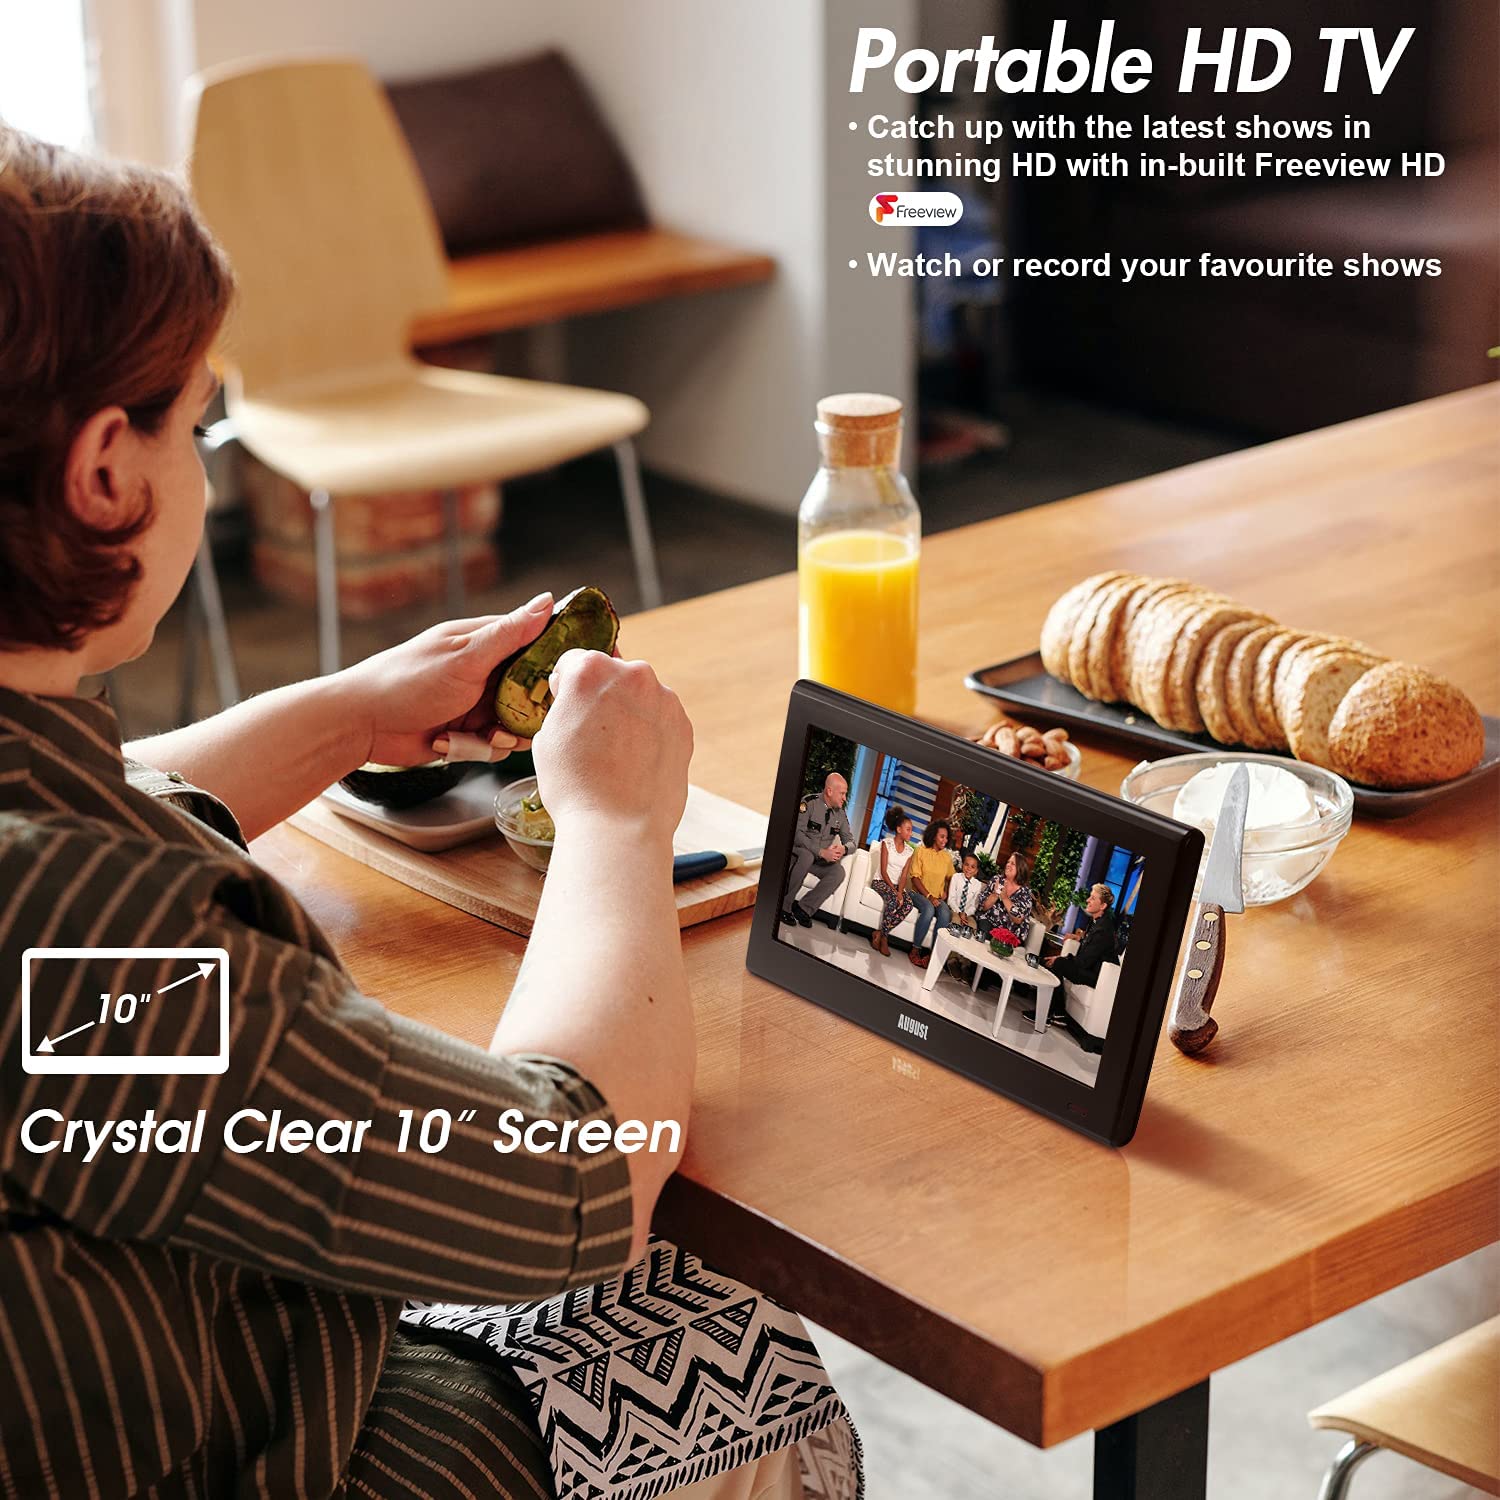 Portable HD TV
• Catch up with the latest shows in
stunning HD with in-built Freeview HD
Freeview
• Watch or record your favourite shows
AUGUST
10"
Crystal Clear 10" Screen